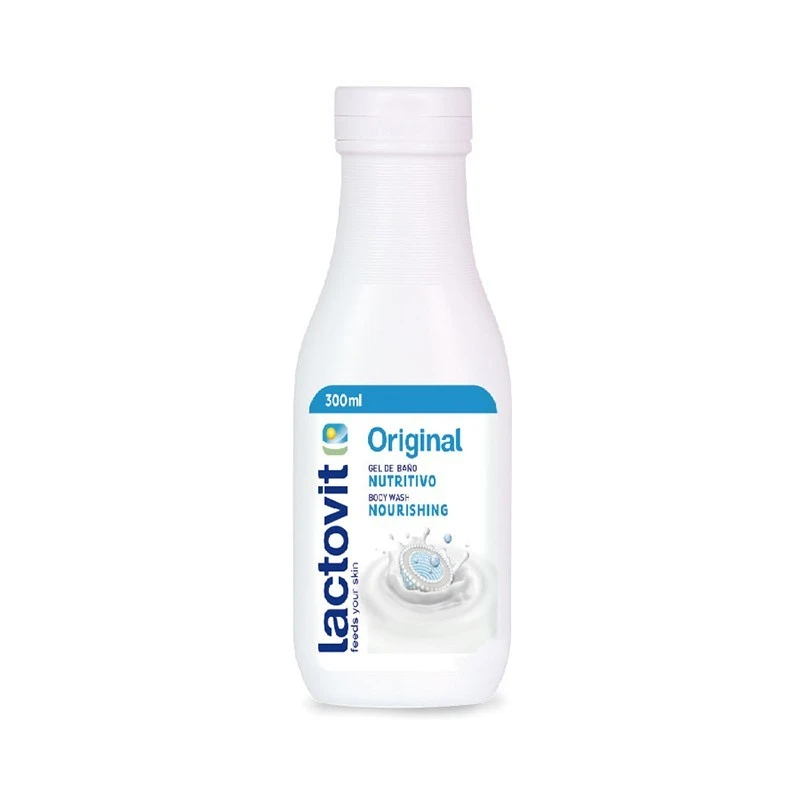 300ml
Original
GEL DE BAÑO
NUTRITIVO
BODY WASH
NOURISHING
lactovit
feeds your skin